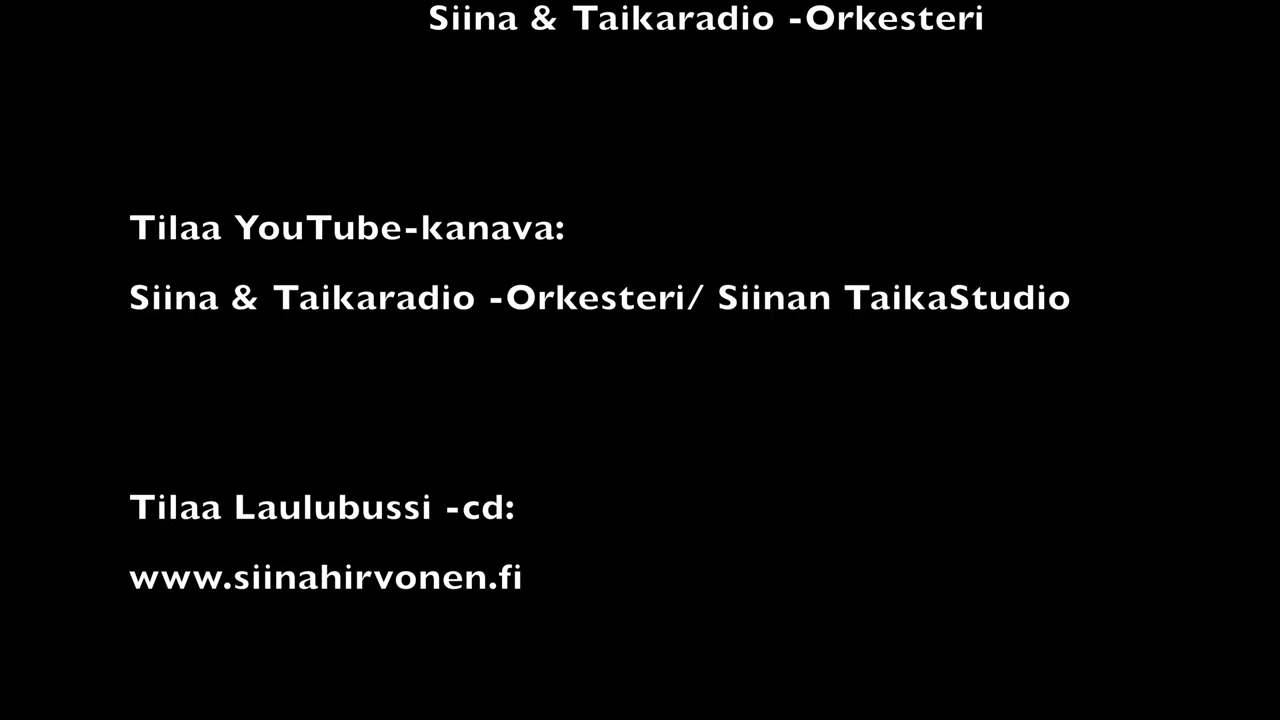 Siina & Taikaradio -Orkesteri
Tilaa YouTube-kanava:
Siina & Taikaradio -Orkesteri/ Siinan TaikaStudio
Tilaa Laulubussi -cd:
www.siinahirvonen.fi